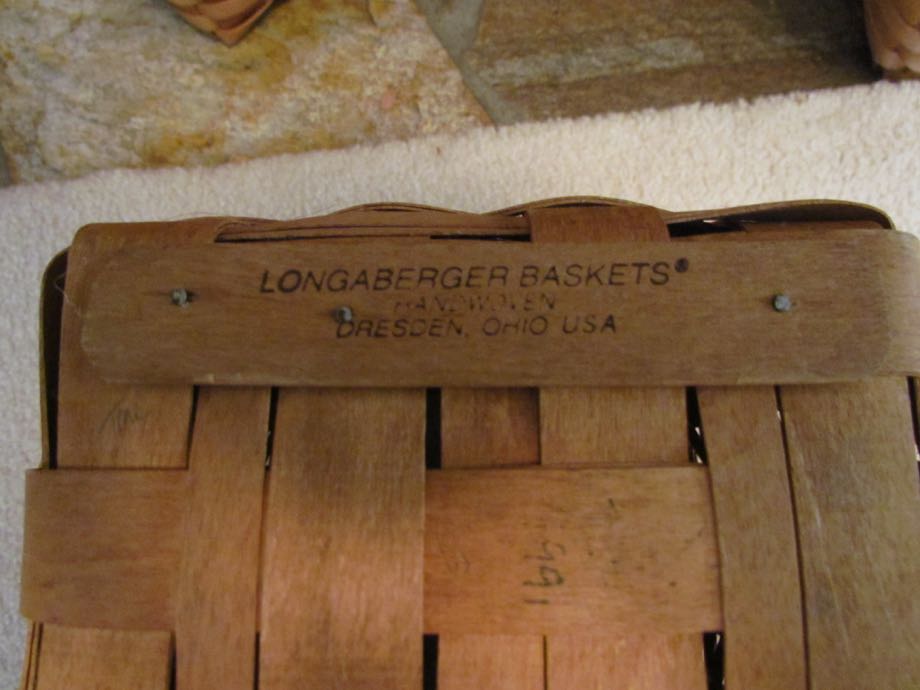 LONGABERGER BASKETS®
HANDWOVEN
DRESDEN, OHIO USA
1991